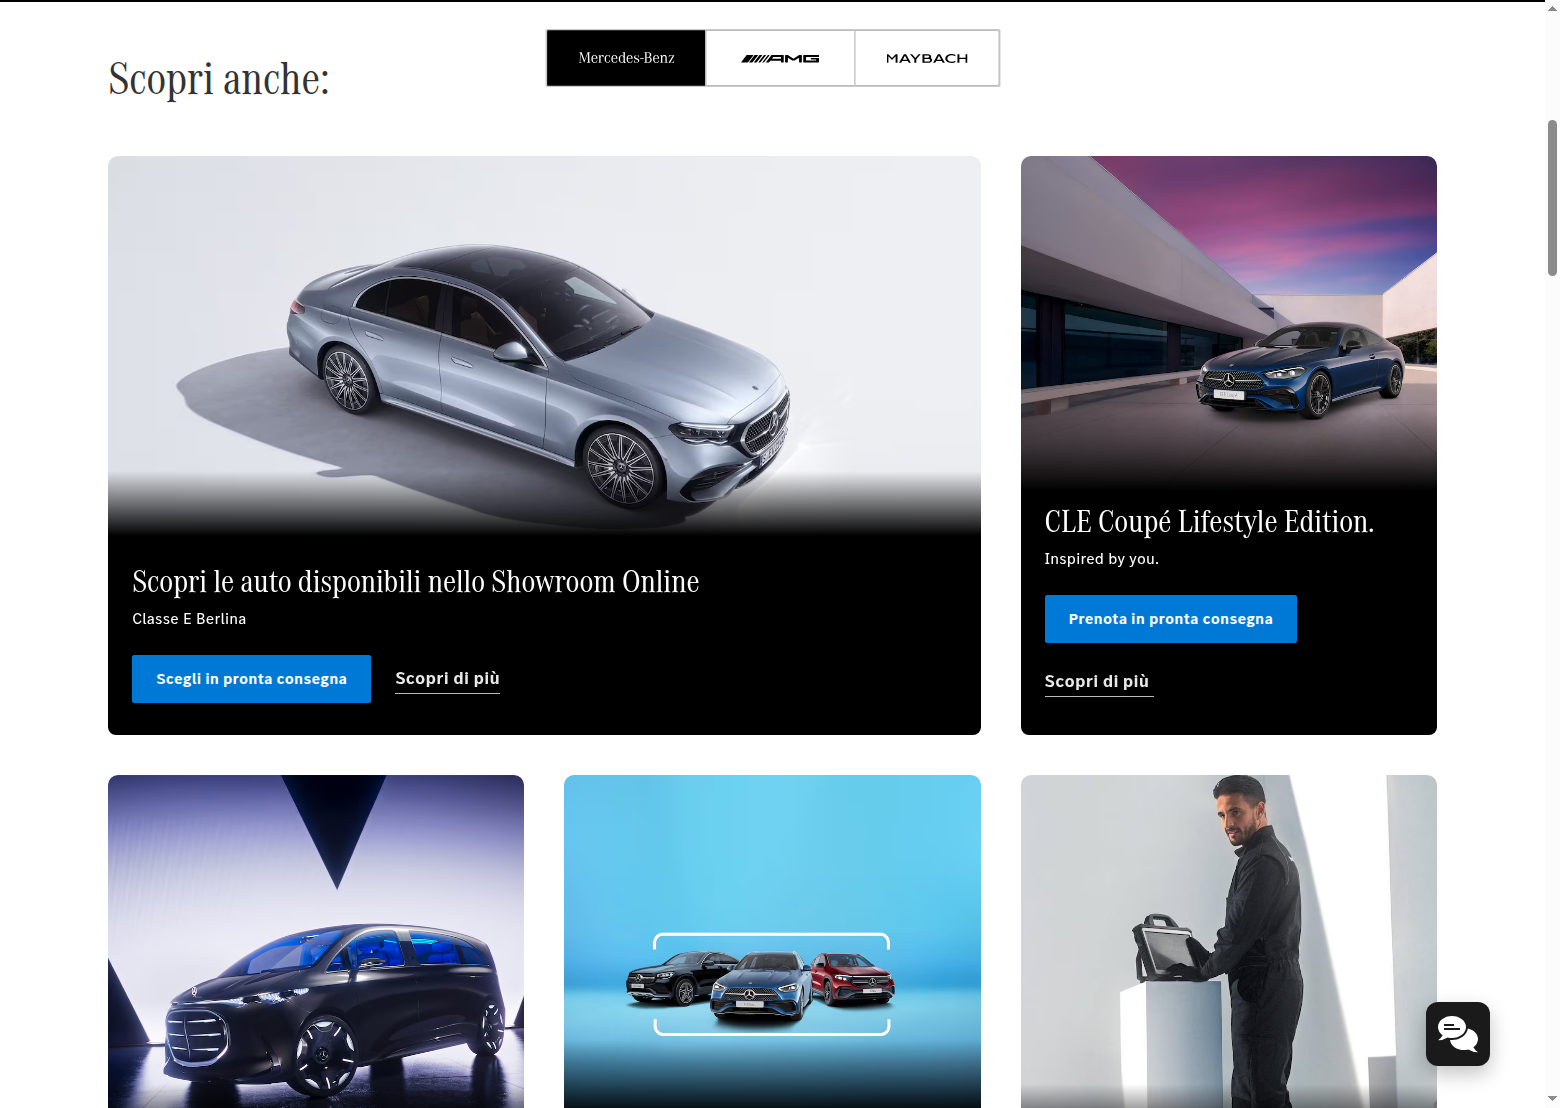 Scopri anche:
Mercedes-Benz
AMG
MAYBACH
Scopri le auto disponibili nello Showroom Online
Classe E Berlina
Scegli in pronta consegna
Scopri di più
CLE Coupé Lifestyle Edition.
Inspired by you.
Prenota in pronta consegna
Scopri di più